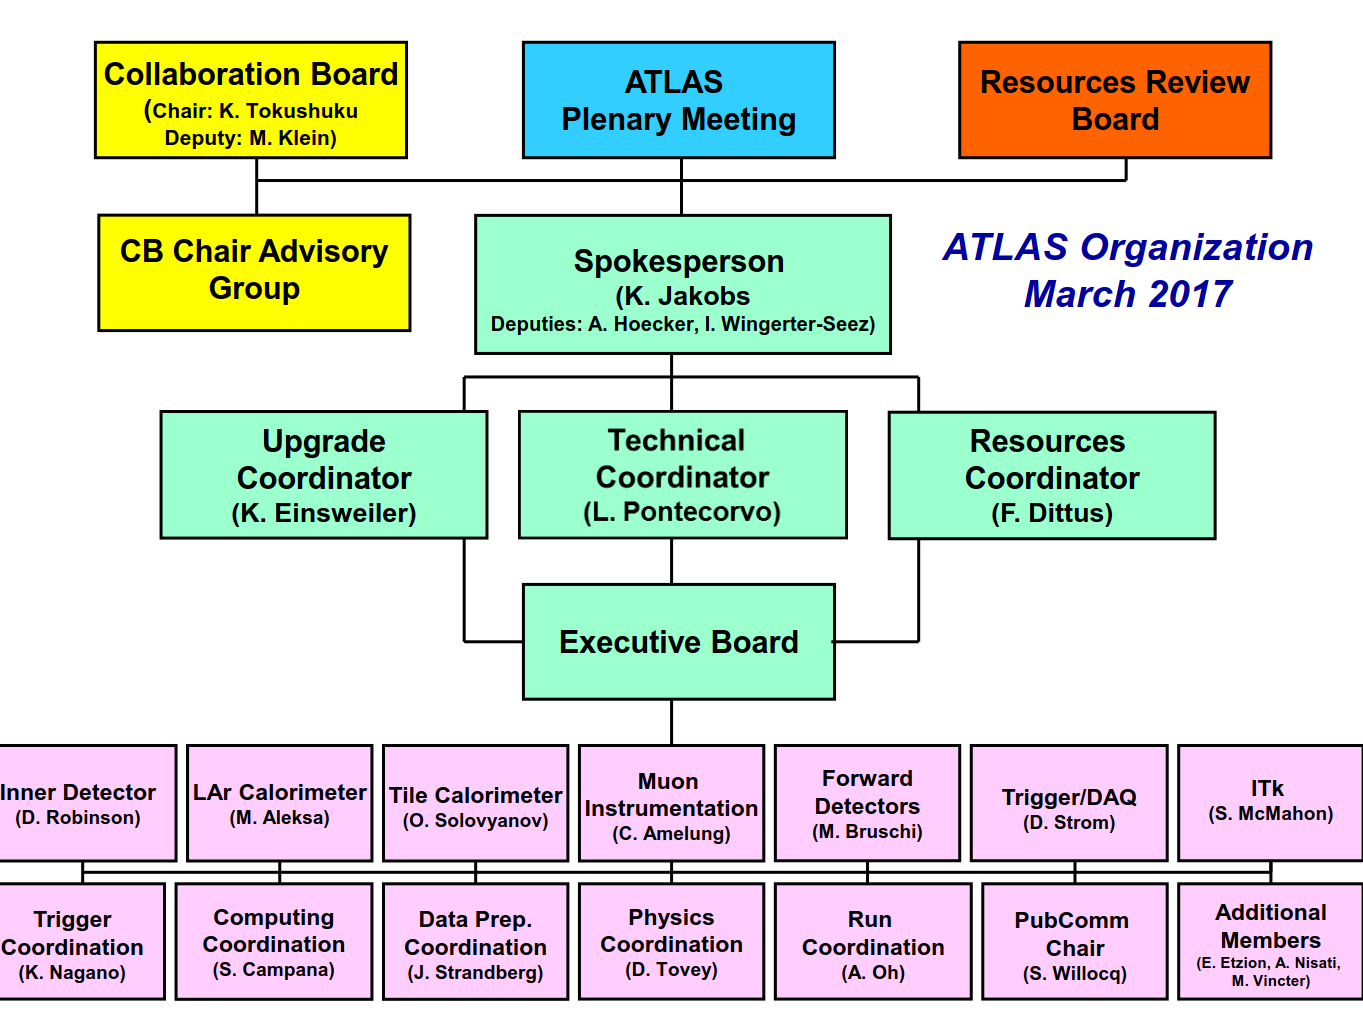 Collaboration Board
(Chair: K. Tokushuku
Deputy: M. Klein)
ATLAS
Plenary Meeting
Resources Review
Board
CB Chair Advisory
Group
Spokesperson
(K. Jakobs
Deputies: A. Hoecker, I. Wingerter-Seez)
ATLAS Organization
March 2017
Upgrade
Coordinator
(K. Einsweiler)
Technical
Coordinator
(L. Pontecorvo)
Resources
Coordinator
(F. Dittus)
Executive Board
Inner Detector
(D. Robinson)
LAr Calorimeter
(M. Aleksa)
Tile Calorimeter
(O. Solovyanov)
Muon
Instrumentation
(C. Amelung)
Forward
Detectors
(M. Bruschi)
Trigger/DAQ
(D. Strom)
ITk
(S. McMahon)
Trigger
Coordination
(K. Nagano)
Computing
Coordination
(S. Campana)
Data Prep.
Coordination
(J. Strandberg)
Physics
Coordination
(D. Tovey)
Run
Coordination
(A. Oh)
PubComm
Chair
(S. Willocq)
Additional
Members
(E. Etzion, A. Nisati,
M. Vincter)